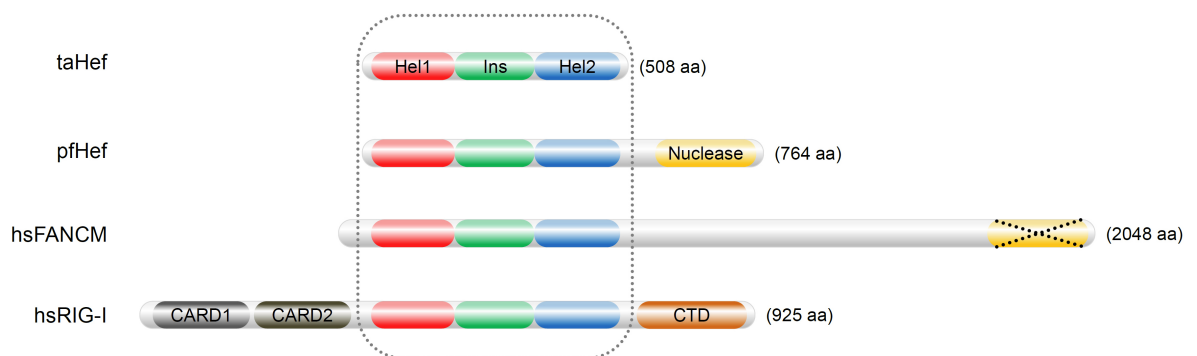 taHef Hel1 Ins Hel2 (508 aa)
pfHef Nuclease (764 aa)
hsFANCM (2048 aa)
hsRIG-I CARD1 CARD2 CTD (925 aa)